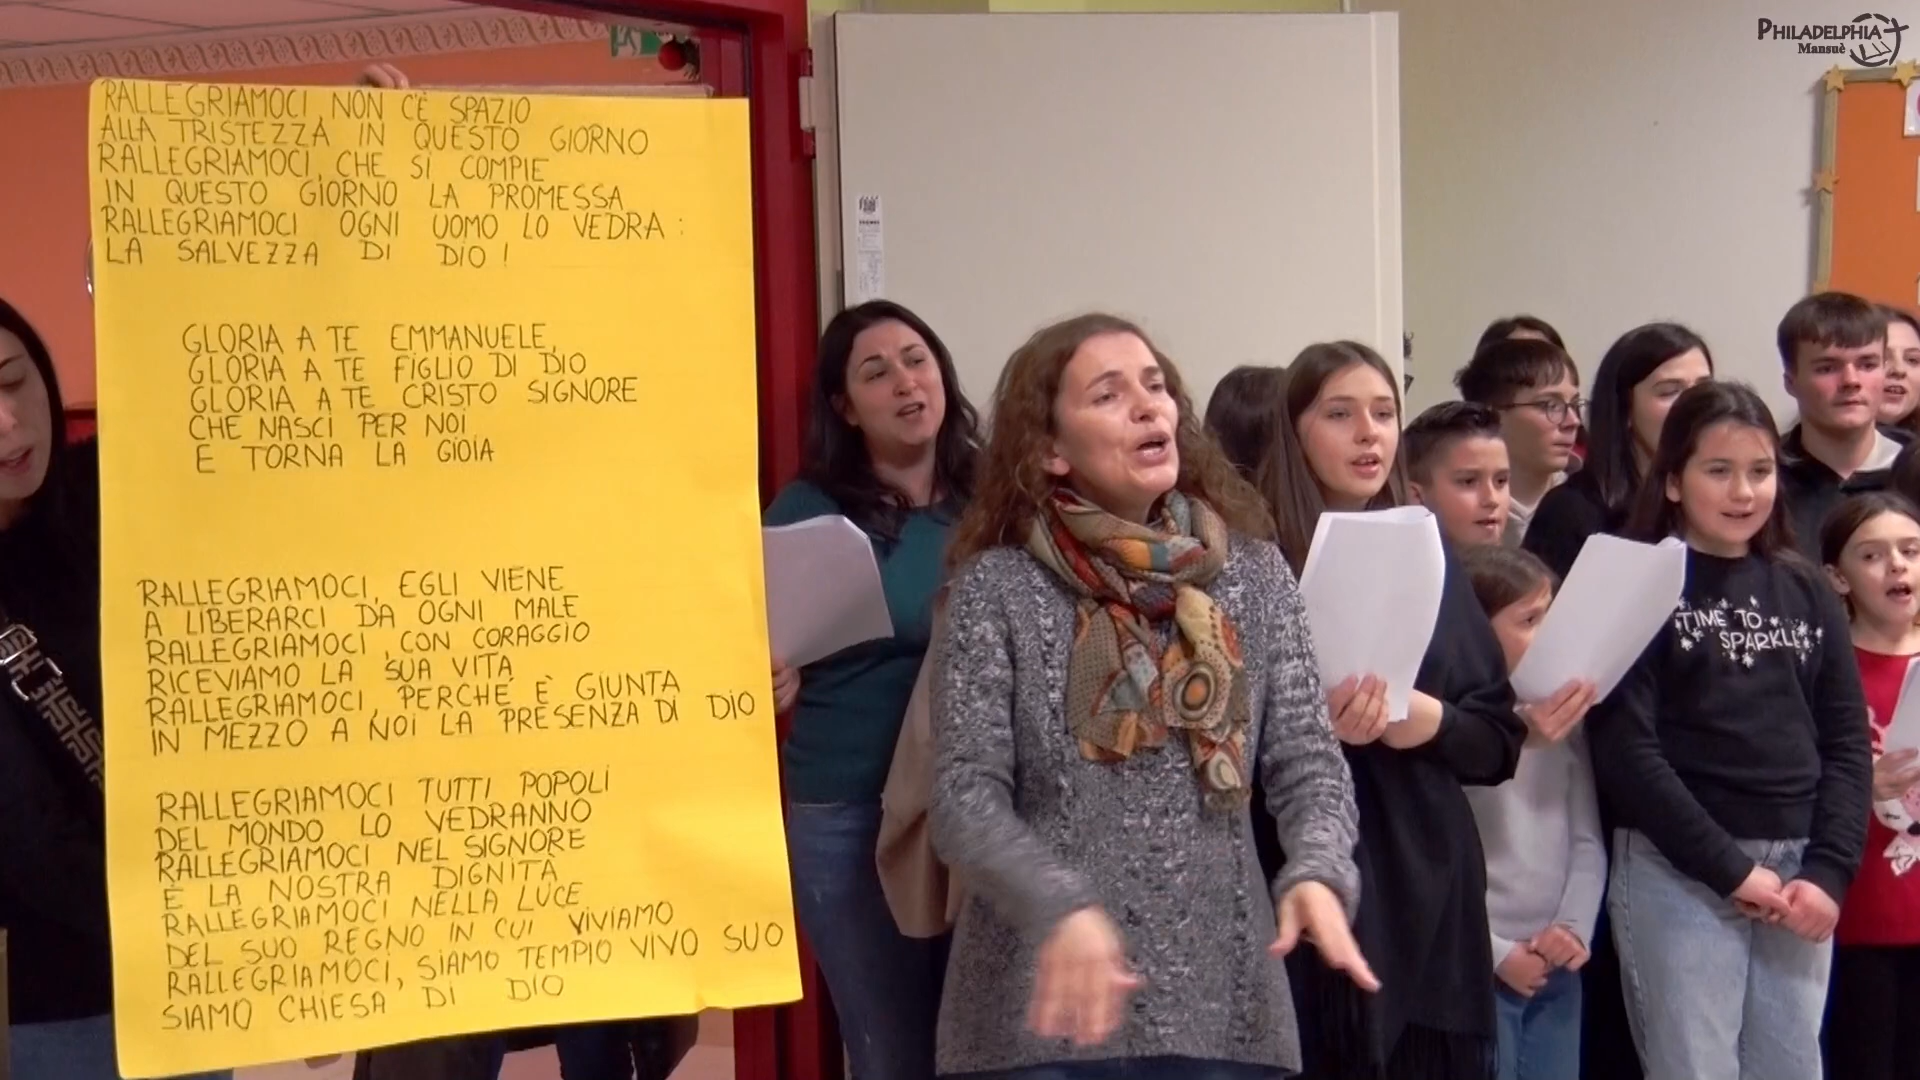 RALLEGRIAMOCI, NON C'È SPAZIO
ALLA TRISTEZZA IN QUESTO GIORNO
RALLEGRIAMOCI, CHE SI COMPIE
IN QUESTO GIORNO LA PROMESSA
RALLEGRIAMOCI OGNI UOMO LO VEDRA:
LA SALVEZZA DI DIO!
GLORIA A TE EMMANUELE,
GLORIA A TE FIGLIO DI DIO
GLORIA A TE CRISTO SIGNORE
CHE NASCI PER NOI
E TORNA LA GIOIA
RALLEGRIAMOCI, EGLI VIENE
A LIBERARCI DA OGNI MALE
RALLEGRIAMOCI, CON CORAGGIO
RICEVIAMO LA SUA VITA
RALLEGRIAMOCI, PERCHÉ È GIUNTA
IN MEZZO A NOI LA PRESENZA DI DIO
RALLEGRIAMOCI TUTTI POPOLI
DEL MONDO LO VEDRANNO
RALLEGRIAMOCI NEL SIGNORE
È LA NOSTRA DIGNITÀ
RALLEGRIAMOCI NELLA LUCE
DEL SUO REGNO IN CUI VIVIAMO
RALLEGRIAMOCI, SIAMO TEMPIO VIVO SUO
SIAMO CHIESA DI DIO
PHILADELPHIA
Mansuè
TIME TO
SPARKLE